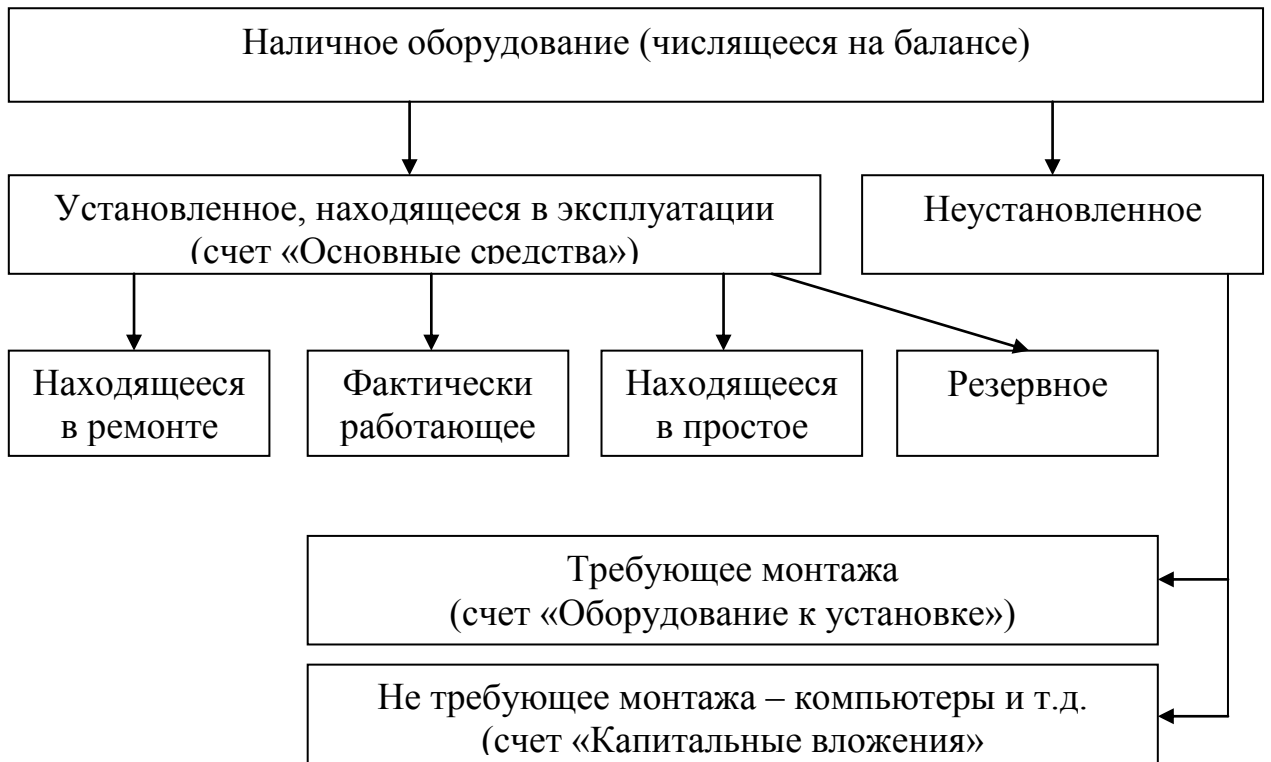 Наличное оборудование (числящееся на балансе)
Установленное, находящееся в эксплуатации
(счет «Основные средства»)
Неустановленное
Находящееся
в ремонте
Фактически
работающее
Находящееся
в простое
Резервное
Требующее монтажа
(счет «Оборудование к установке»)
Не требующее монтажа – компьютеры и т.д.
(счет «Капитальные вложения»